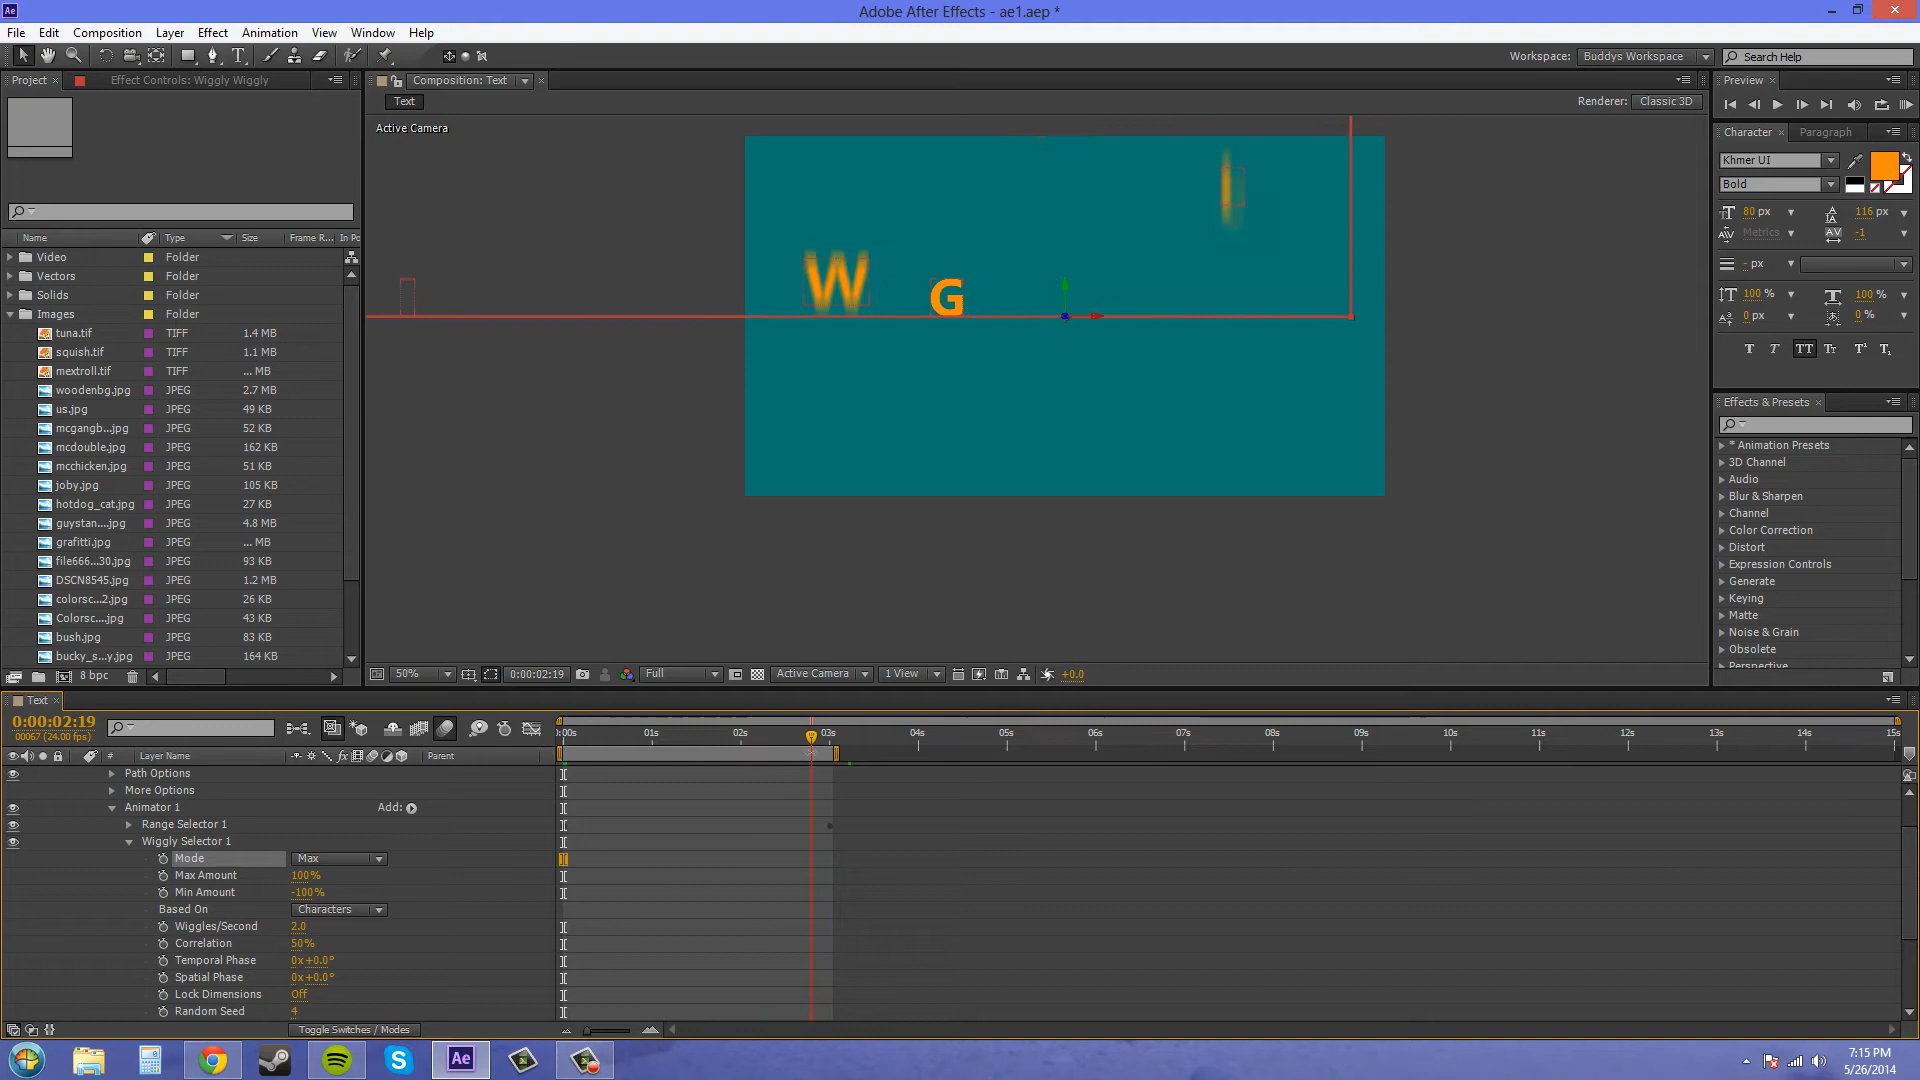 Ae
Adobe After Effects - ae1.aep *
File Edit Composition Layer Effect Animation View Window Help
Workspace: Buddys Workspace Search Help
Project Effect Controls: Wiggly Wiggly
Composition: Text
Text
Renderer: Classic 3D
Active Camera
W G
Name Type Size Frame R... In Po
Video Folder
Vectors Folder
Solids Folder
Images Folder
tuna.tif TIFF 1.4 MB
squish.tif TIFF 1.1 MB
mextroll.tif TIFF ... MB
woodenbg.jpg JPEG 2.7 MB
us.jpg JPEG 49 KB
mcgangb...jpg JPEG 52 KB
mcdouble.jpg JPEG 162 KB
mcchicken.jpg JPEG 51 KB
joby.jpg JPEG 105 KB
hotdog_cat.jpg JPEG 27 KB
guystan....jpg JPEG 4.8 MB
grafitti.jpg JPEG ... MB
file666...30.jpg JPEG 93 KB
DSCN8545.jpg JPEG 1.2 MB
colorsc...2.jpg JPEG 26 KB
Colorsc....jpg JPEG 43 KB
bush.jpg JPEG 83 KB
bucky_s...y.jpg JPEG 164 KB
8 bpc
50% 0:00:02:19 Full Active Camera 1 View +0.0
Preview
Character Paragraph
Khmer UI
Bold
80 px 116 px
Metrics -1
- px
100 % 100 %
0 px 0 %
T T TT Tt T¹ T₁
Effects & Presets
* Animation Presets
3D Channel
Audio
Blur & Sharpen
Channel
Color Correction
Distort
Expression Controls
Generate
Keying
Matte
Noise & Grain
Obsolete
Perspective
Text
0:00:02:19
00067 (24.00 fps)
:00s 01s 02s 03s 04s 05s 06s 07s 08s 09s 10s 11s 12s 13s 14s 15s
# Layer Name Parent
Path Options
More Options
Animator 1 Add:
Range Selector 1
Wiggly Selector 1
Mode Max
Max Amount 100%
Min Amount -100%
Based On Characters
Wiggles/Second 2.0
Correlation 50%
Temporal Phase 0x+0.0°
Spatial Phase 0x+0.0°
Lock Dimensions Off
Random Seed 4
Toggle Switches / Modes
Ae
7:15 PM
5/26/2014